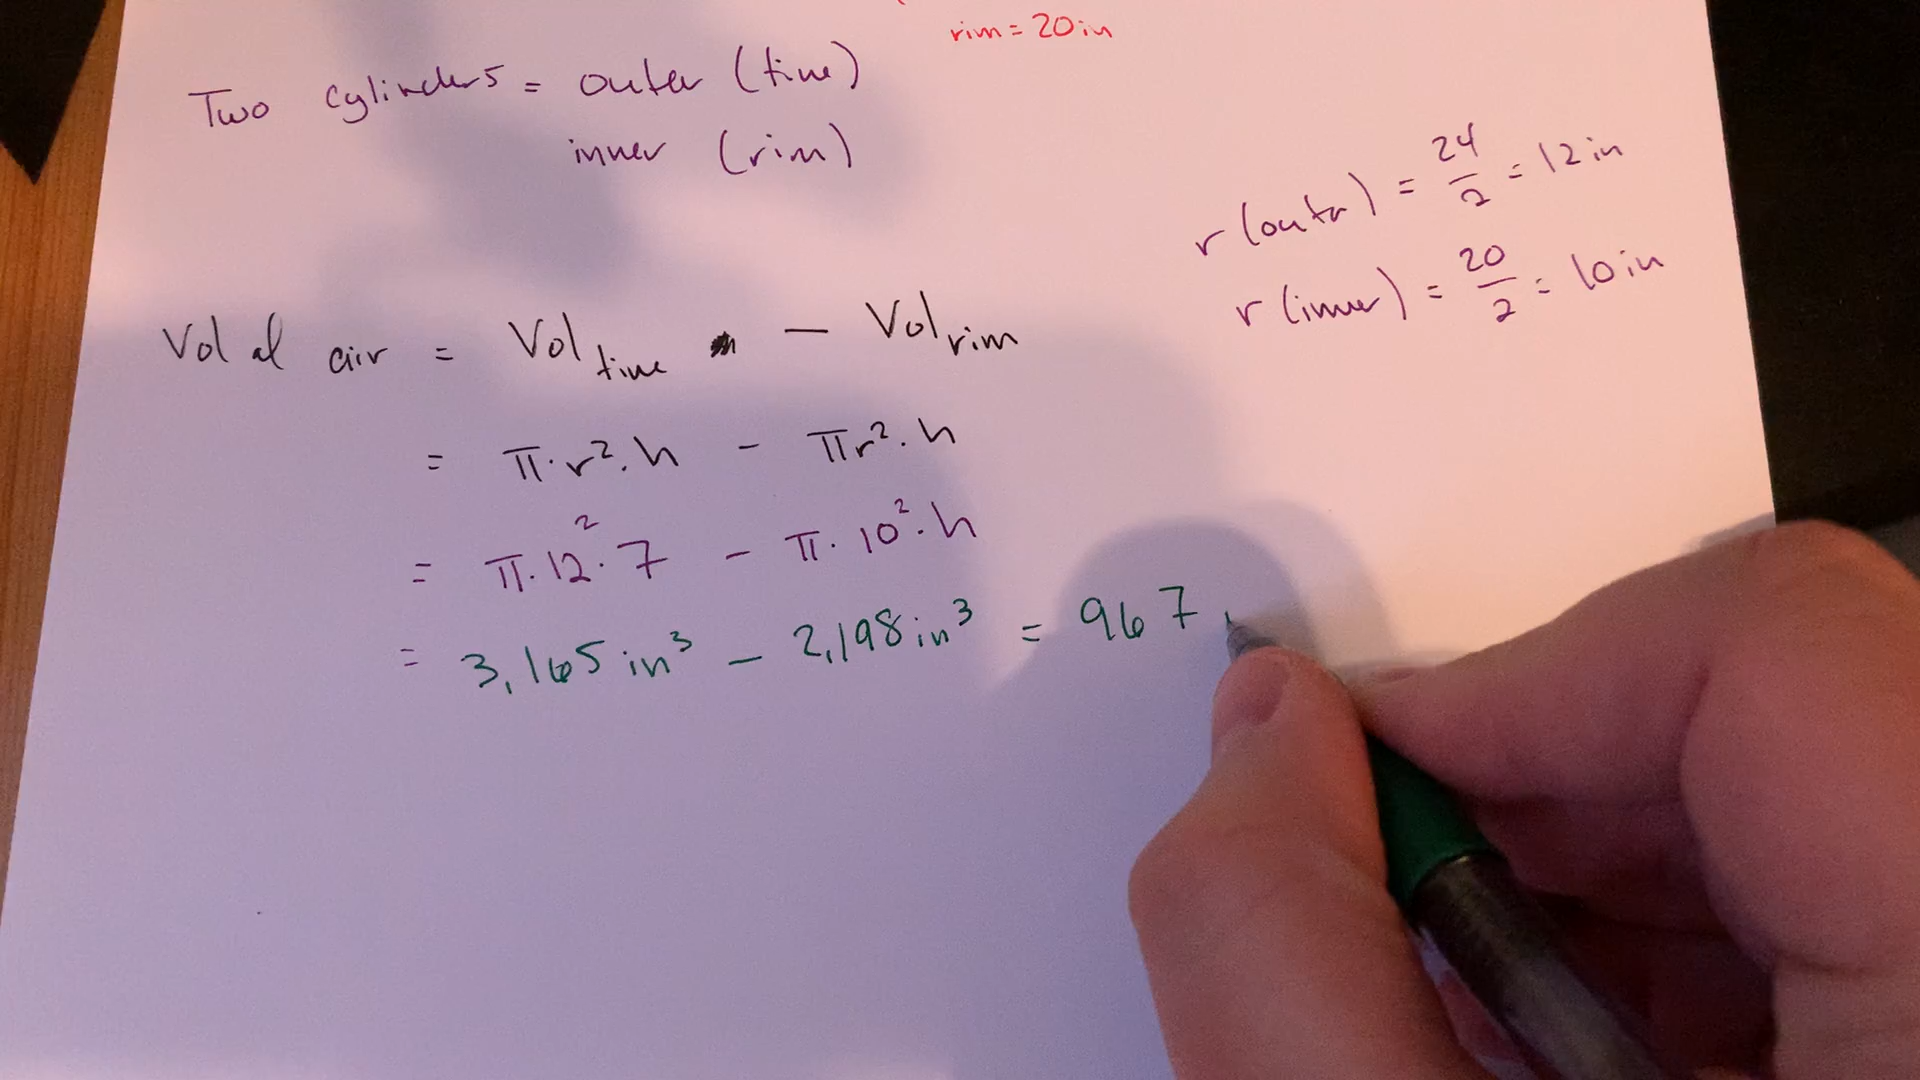 rim = 20in
Two cylinders = outer (tire)
inner (rim)
r (outer) = 24/2 = 12 in
r (inner) = 20/2 = 10 in
Vol of air = Vol tire - Vol rim
= π·r²·h - πr²·h
= π·12²·7 - π·10²·h
= 3,165 in³ - 2,198 in³ = 967